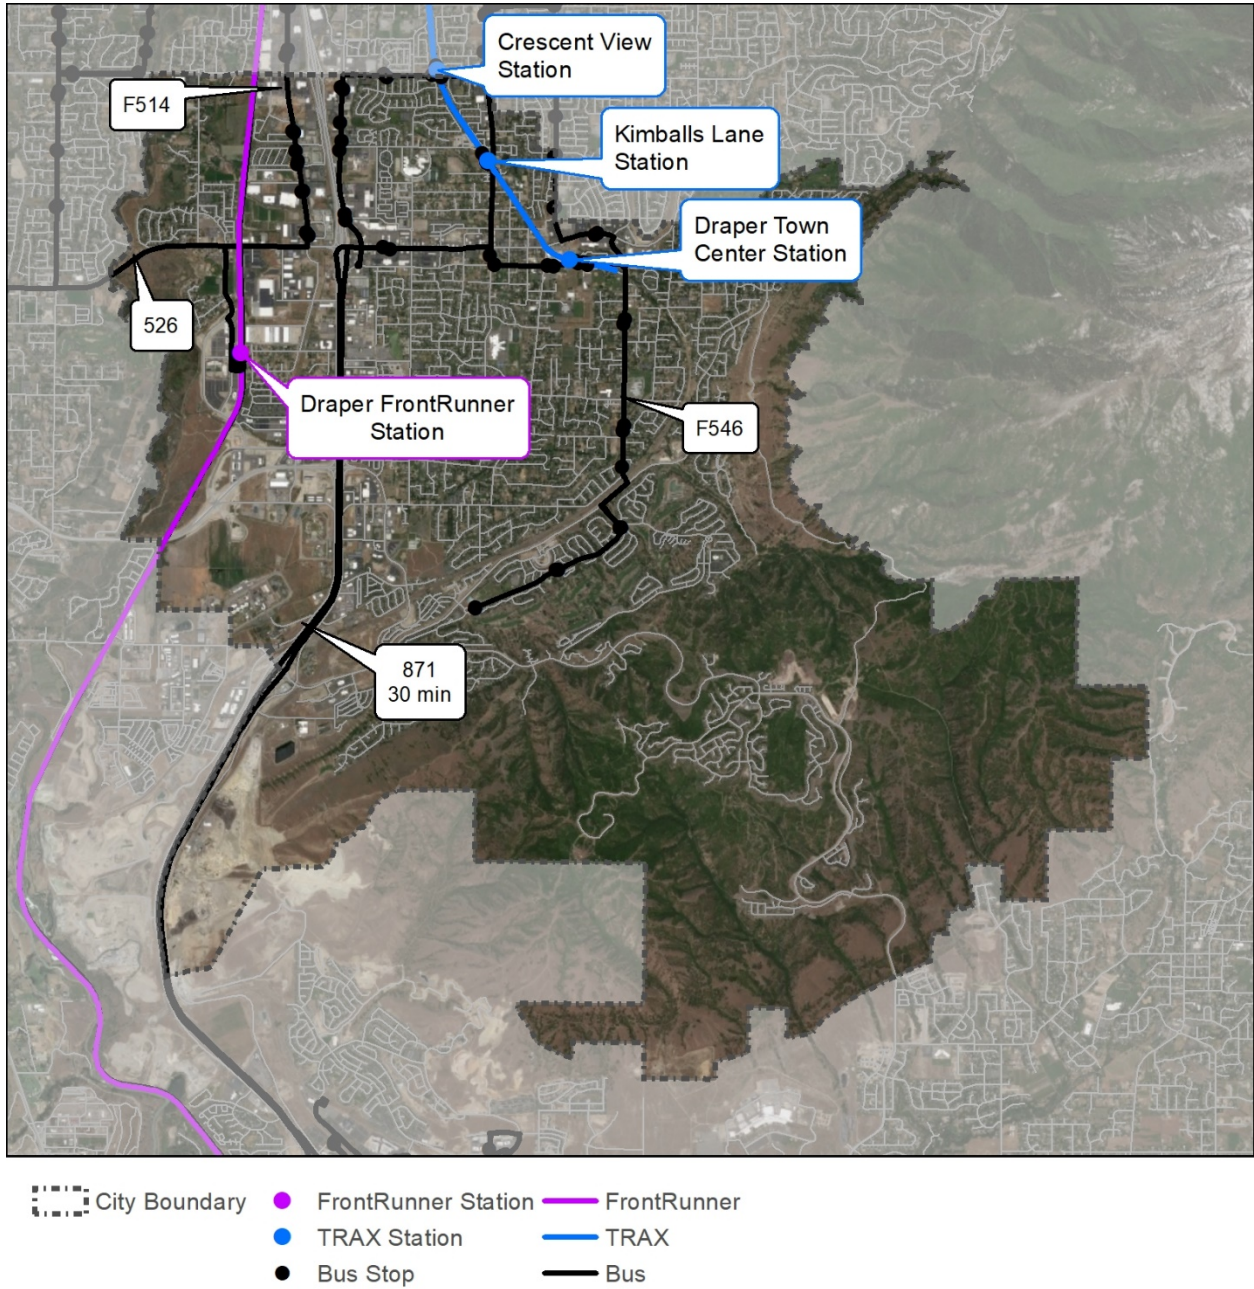 Crescent View
Station
F514
Kimballs Lane
Station
Draper Town
Center Station
526
Draper FrontRunner
Station
F546
871
30 min
City Boundary
FrontRunner Station
FrontRunner
TRAX Station
TRAX
Bus Stop
Bus